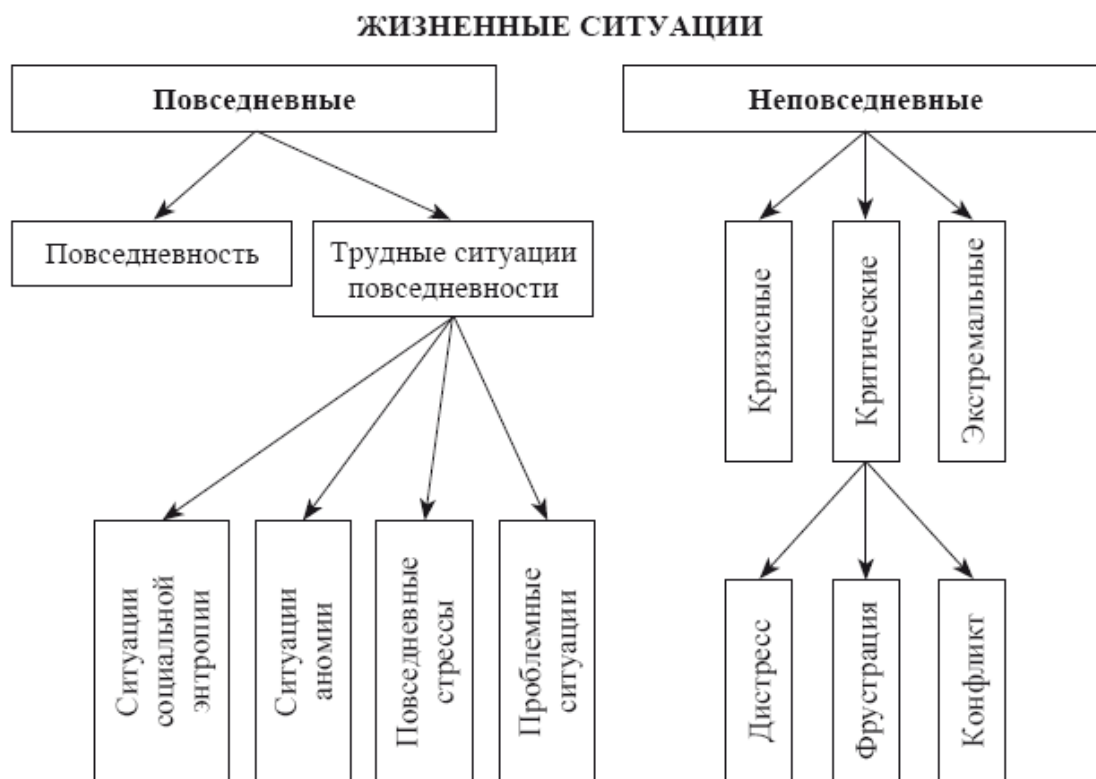 ЖИЗНЕННЫЕ СИТУАЦИИ
Повседневные
Неповседневные
Повседневность
Трудные ситуации
повседневности
Кризисные
Критические
Экстремальные
Ситуации
социальной
энтропии
Ситуации
аномии
Повседневные
стрессы
Проблемные
ситуации
Дистресс
Фрустрация
Конфликт